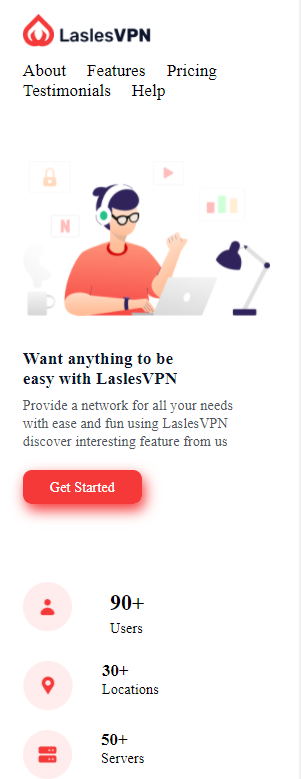 LaslesVPN
About Features Pricing
Testimonials Help
N
Want anything to be
easy with LaslesVPN
Provide a network for all your needs
with ease and fun using LaslesVPN
discover interesting feature from us
Get Started
90+
Users
30+
Locations
50+
Servers